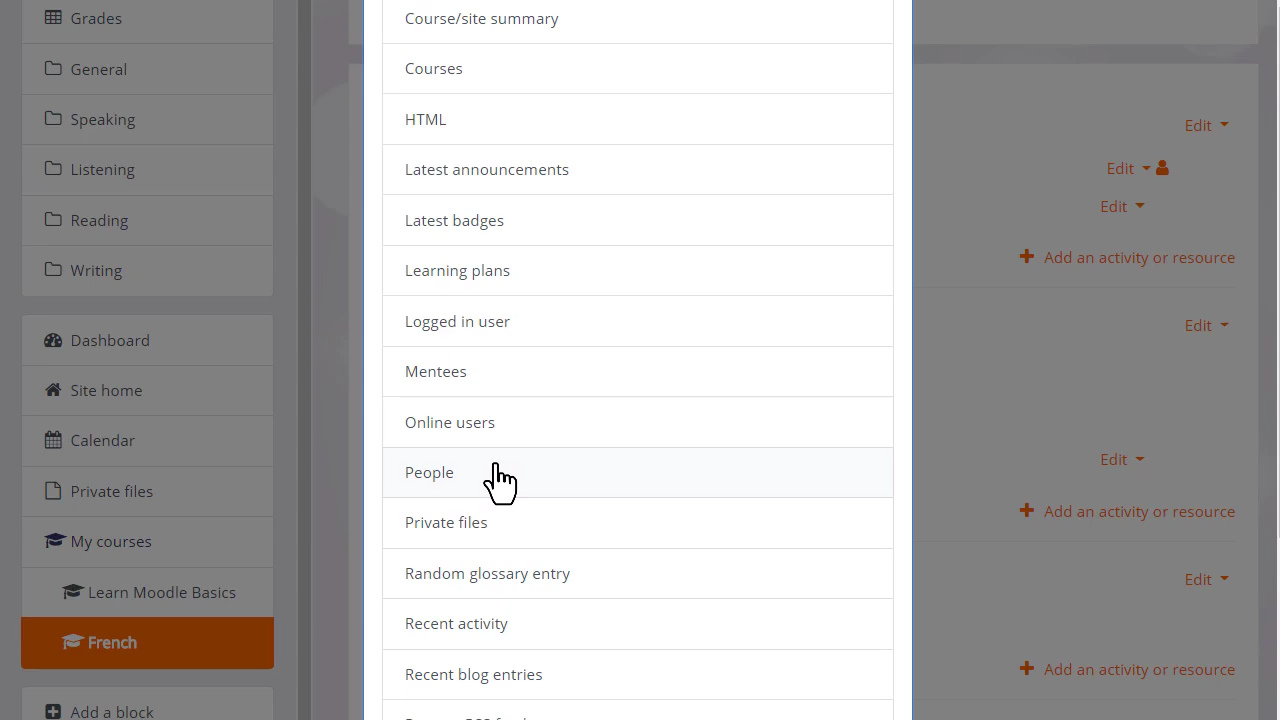 Grades
General
Speaking
Listening
Reading
Writing
Dashboard
Site home
Calendar
Private files
My courses
Learn Moodle Basics
French
Add a block
Course/site summary
Courses
HTML
Latest announcements
Latest badges
Learning plans
Logged in user
Mentees
Online users
People
Private files
Random glossary entry
Recent activity
Recent blog entries
Edit
Edit
Edit
Add an activity or resource
Edit
Edit
Add an activity or resource
Edit
Add an activity or resource